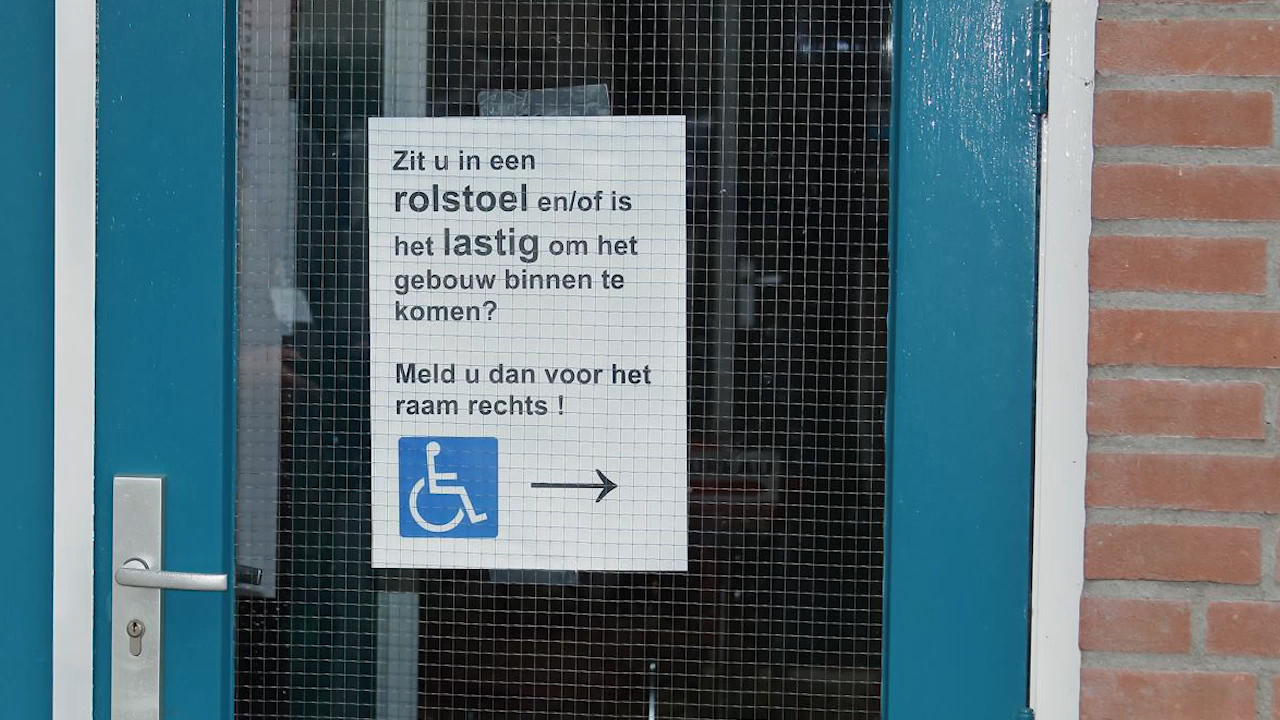 Zit u in een
rolstoel en/of is
het lastig om het
gebouw binnen te
komen?
Meld u dan voor het
raam rechts !